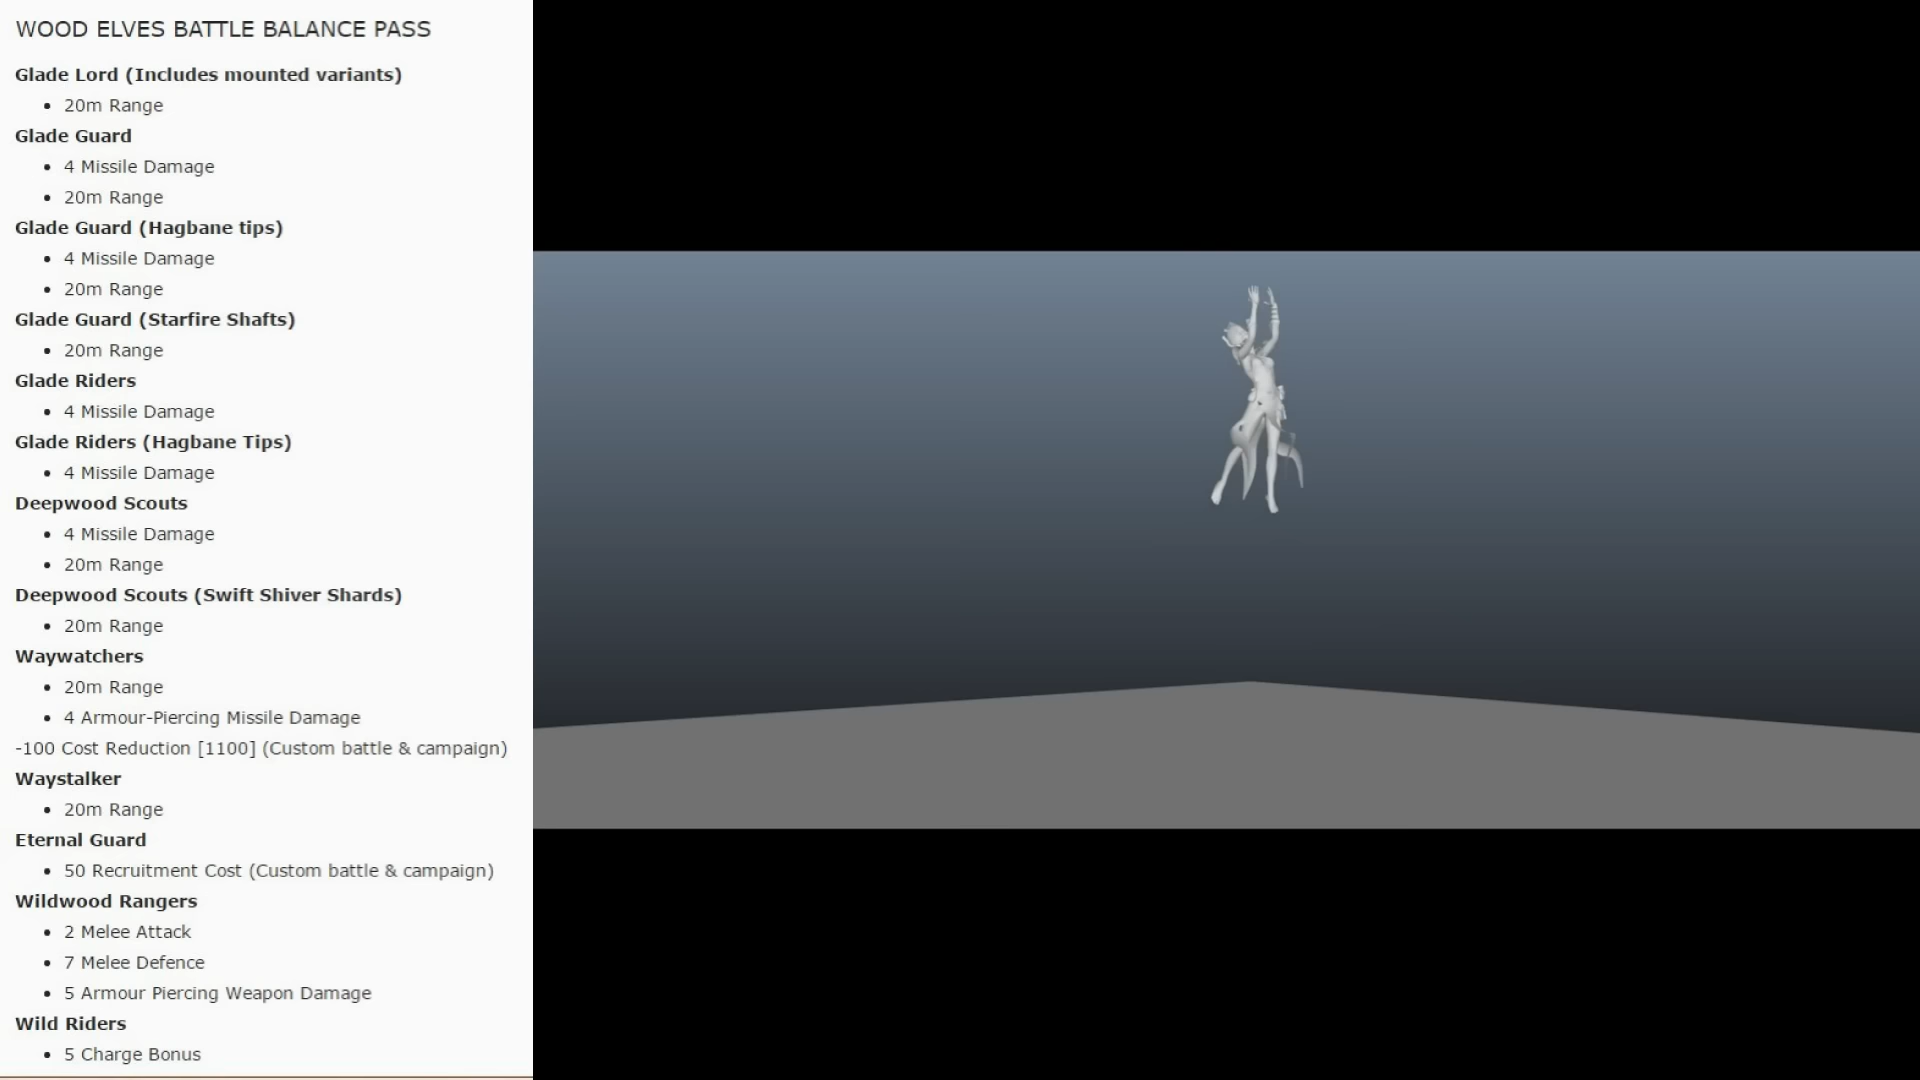 WOOD ELVES BATTLE BALANCE PASS
Glade Lord (Includes mounted variants)
• 20m Range
Glade Guard
• 4 Missile Damage
• 20m Range
Glade Guard (Hagbane tips)
• 4 Missile Damage
• 20m Range
Glade Guard (Starfire Shafts)
• 20m Range
Glade Riders
• 4 Missile Damage
Glade Riders (Hagbane Tips)
• 4 Missile Damage
Deepwood Scouts
• 4 Missile Damage
• 20m Range
Deepwood Scouts (Swift Shiver Shards)
• 20m Range
Waywatchers
• 20m Range
• 4 Armour-Piercing Missile Damage
-100 Cost Reduction [1100] (Custom battle & campaign)
Waystalker
• 20m Range
Eternal Guard
• 50 Recruitment Cost (Custom battle & campaign)
Wildwood Rangers
• 2 Melee Attack
• 7 Melee Defence
• 5 Armour Piercing Weapon Damage
Wild Riders
• 5 Charge Bonus